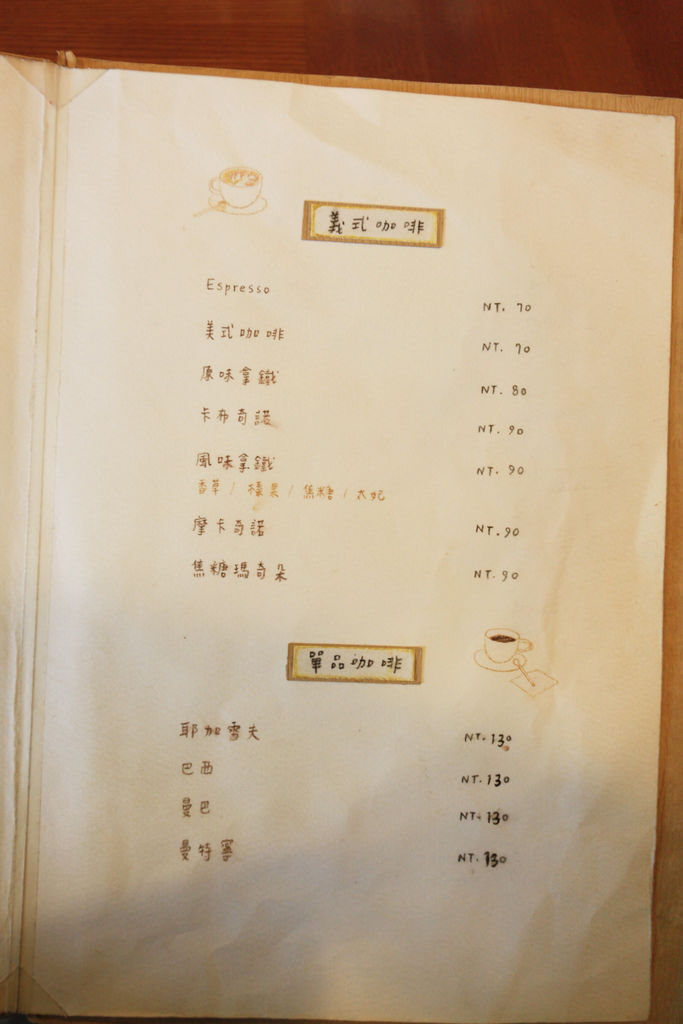 義式咖啡
Espresso NT. 70
美式咖啡 NT. 70
原味拿鐵 NT. 80
卡布奇諾 NT. 90
風味拿鐵 NT. 90
香草 / 榛果 / 焦糖 / 太妃
摩卡奇諾 NT. 90
焦糖瑪奇朵 NT. 90
單品咖啡
耶加雪夫 NT. 130
巴西 NT. 130
曼巴 NT. 130
曼特寧 NT. 130